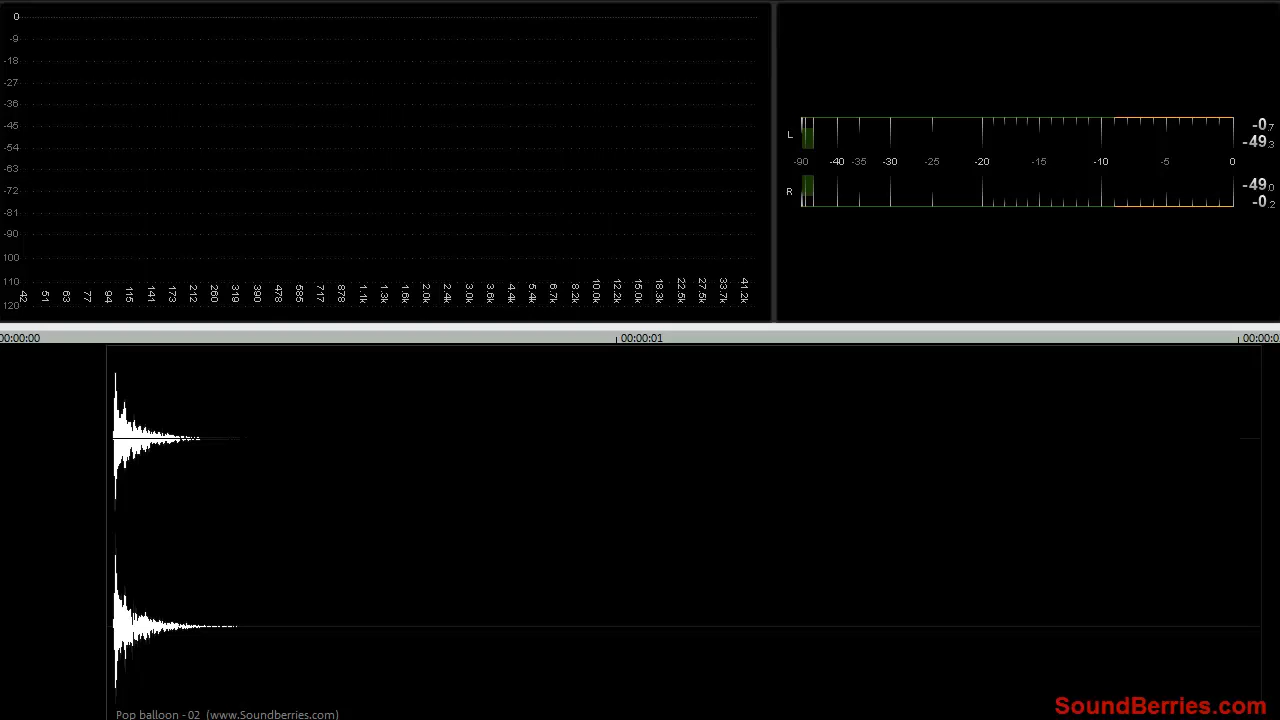 0
-9
-18
-27
-36
-45
-54
-63
-72
-81
-90
100
110
120
42 51 63 77 94 115 141 173 212 260 319 390 478 585 717 878 1.1k 1.3k 1.6k 2.0k 2.4k 3.0k 3.6k 4.4k 5.4k 6.7k 8.2k 10.0k 12.2k 15.0k 18.3k 22.5k 27.5k 33.7k 41.2k
L
-0.7
-49.3
-90 -40 -35 -30 -25 -20 -15 -10 -5 0
R
-49.0
-0.2
00:00:00 00:00:01 00:00:0
Pop balloon - 02 (www.Soundberries.com)
SoundBerries.com